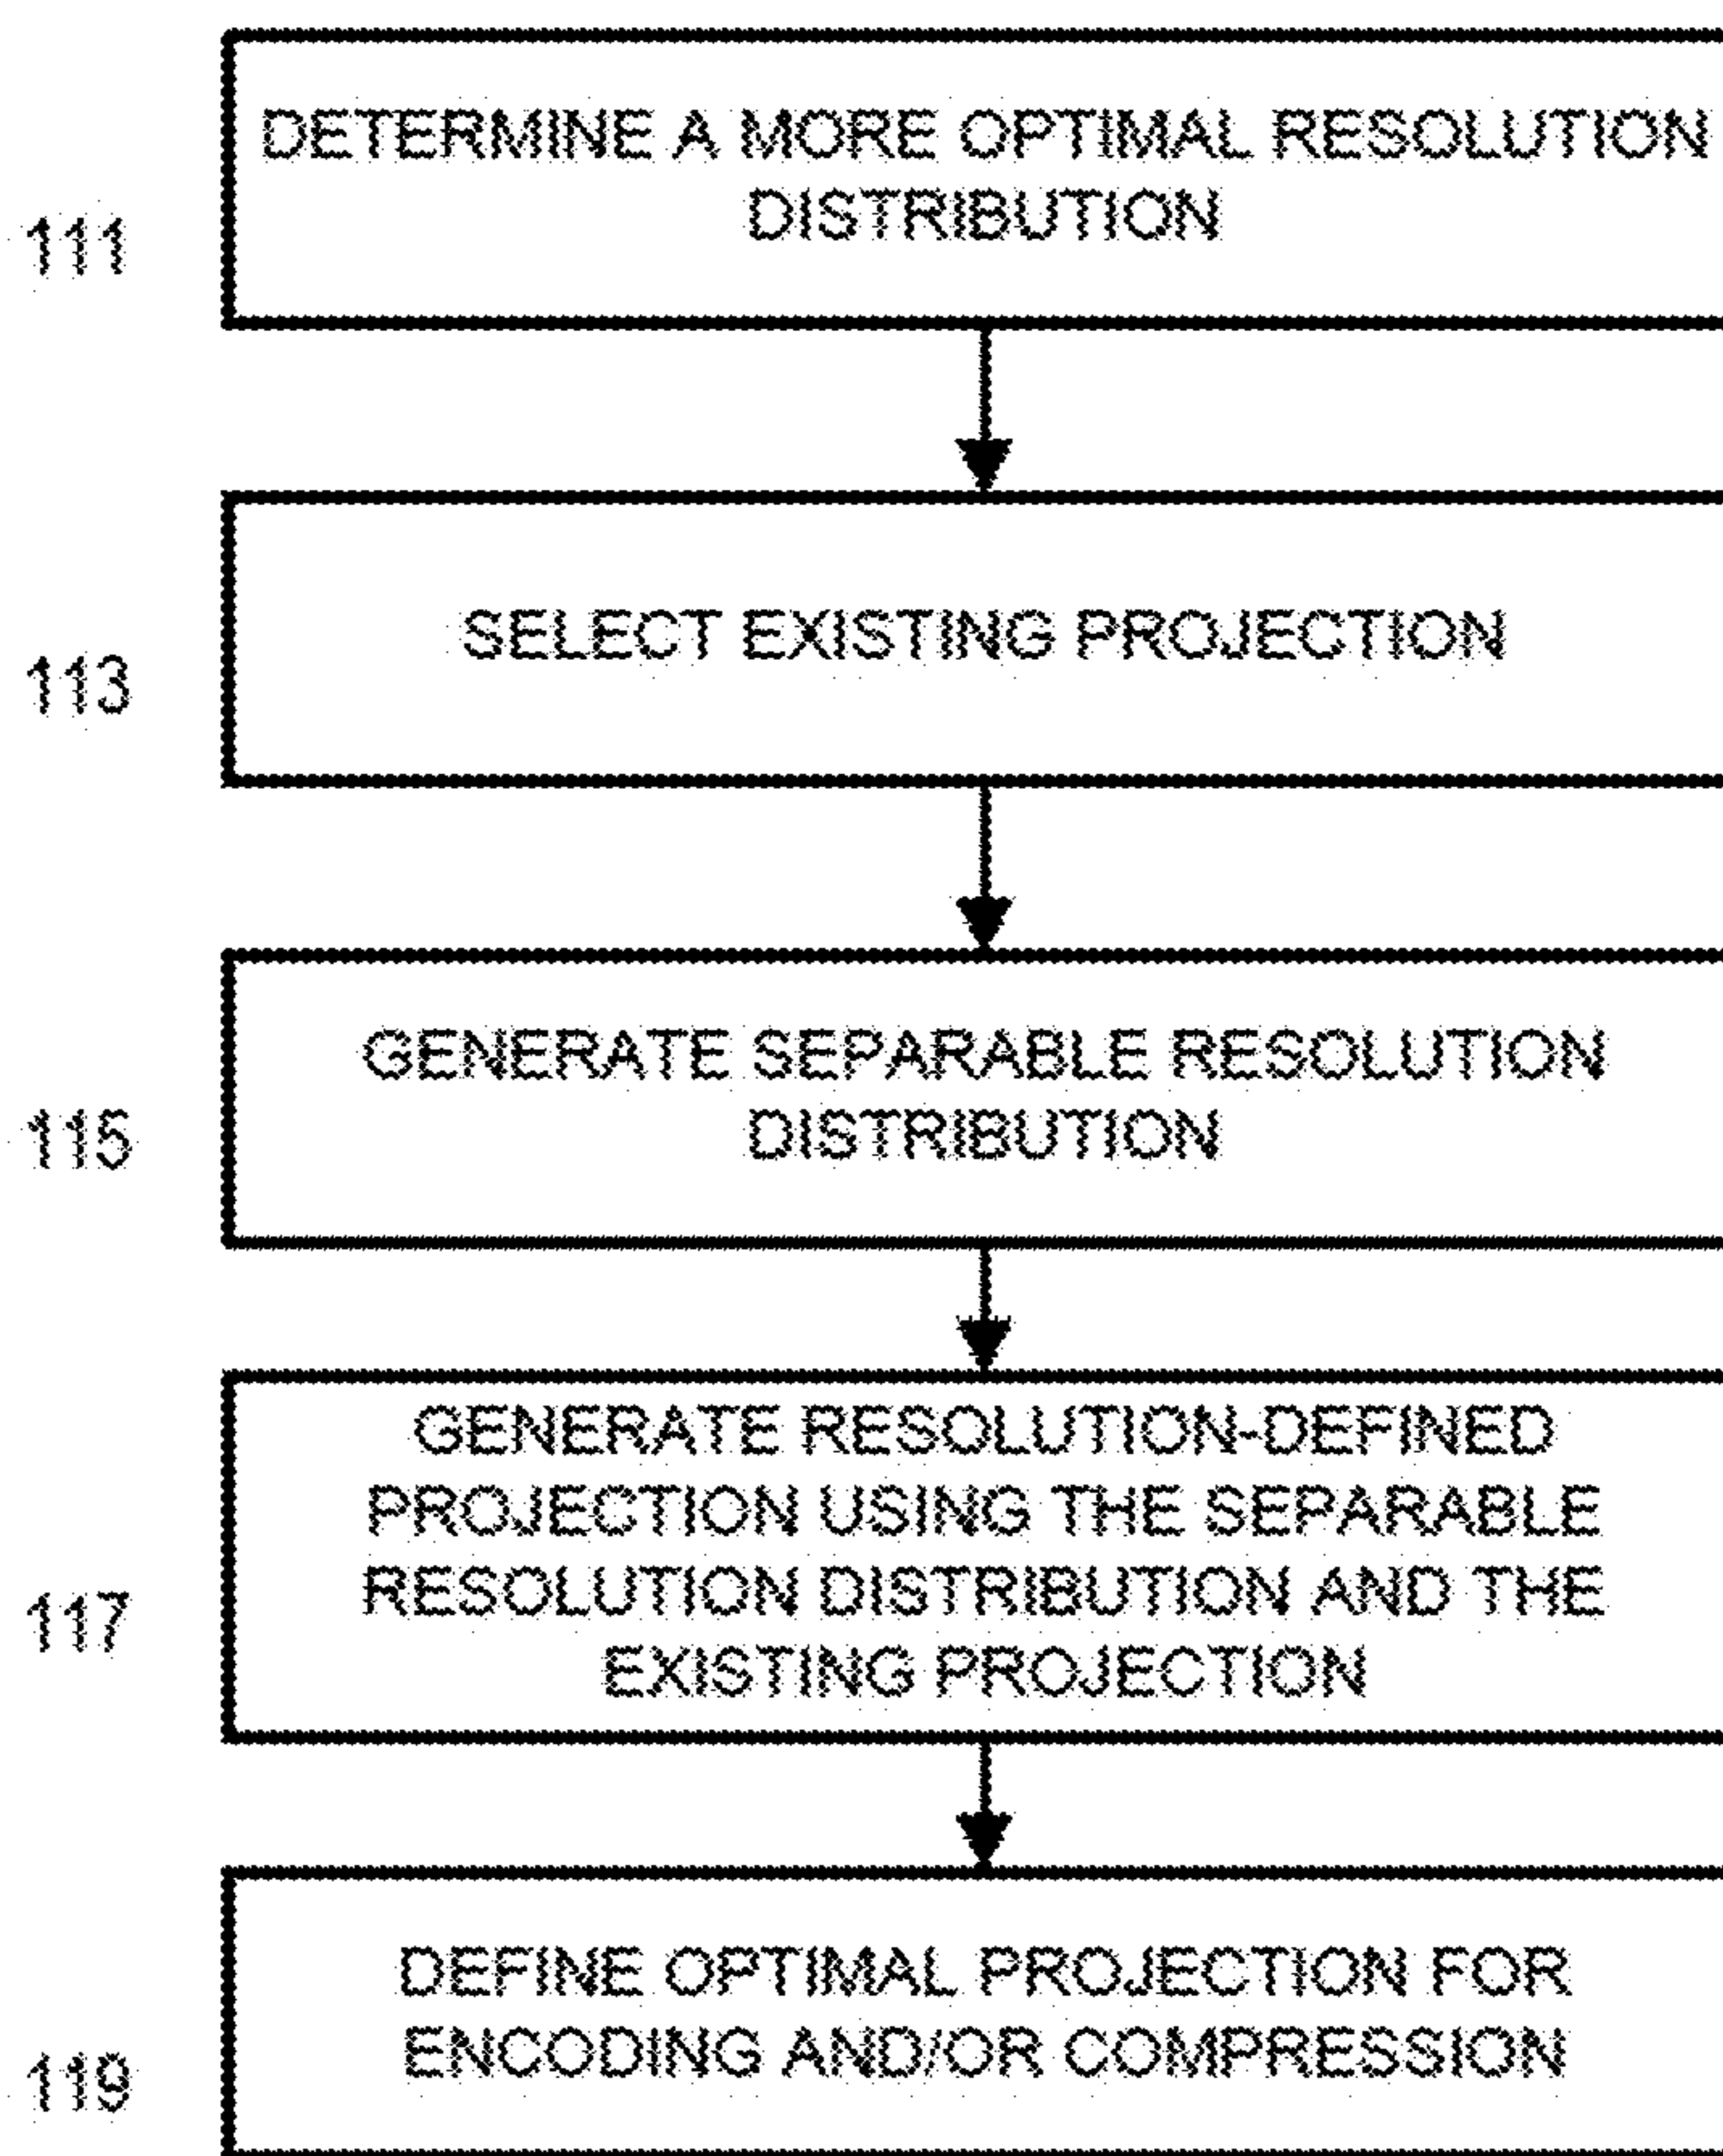 DETERMINE A MORE OPTIMAL RESOLUTION
DISTRIBUTION
111
SELECT EXISTING PROJECTION
113
GENERATE SEPARABLE RESOLUTION
DISTRIBUTION
115
GENERATE RESOLUTION-DEFINED
PROJECTION USING THE SEPARABLE
RESOLUTION DISTRIBUTION AND THE
EXISTING PROJECTION
117
DEFINE OPTIMAL PROJECTION FOR
ENCODING AND/OR COMPRESSION
119